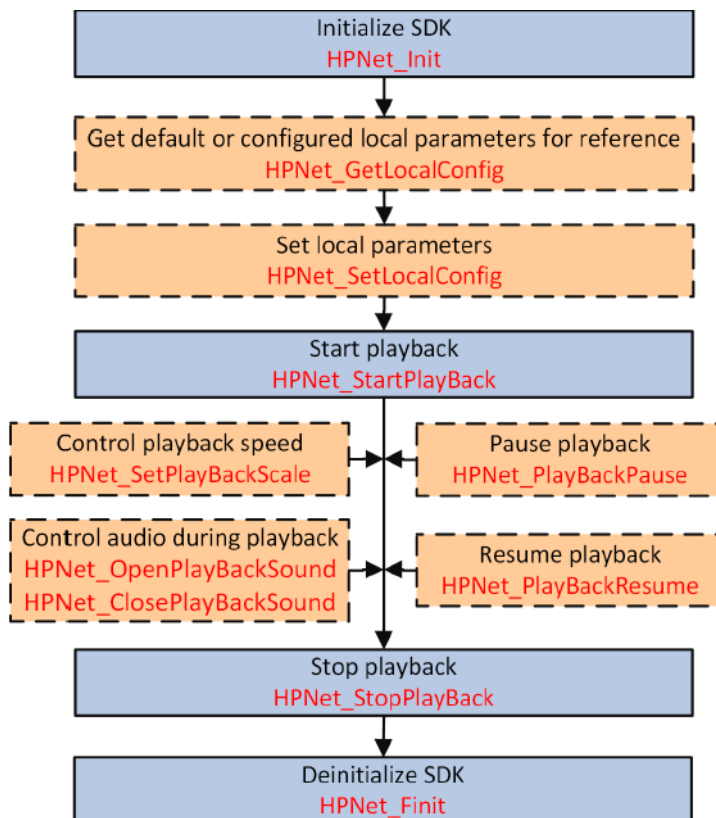 Initialize SDK
HPNet_Init
Get default or configured local parameters for reference
HPNet_GetLocalConfig
Set local parameters
HPNet_SetLocalConfig
Start playback
HPNet_StartPlayBack
Control playback speed
HPNet_SetPlayBackScale
Pause playback
HPNet_PlayBackPause
Control audio during playback
HPNet_OpenPlayBackSound
HPNet_ClosePlayBackSound
Resume playback
HPNet_PlayBackResume
Stop playback
HPNet_StopPlayBack
Deinitialize SDK
HPNet_Finit